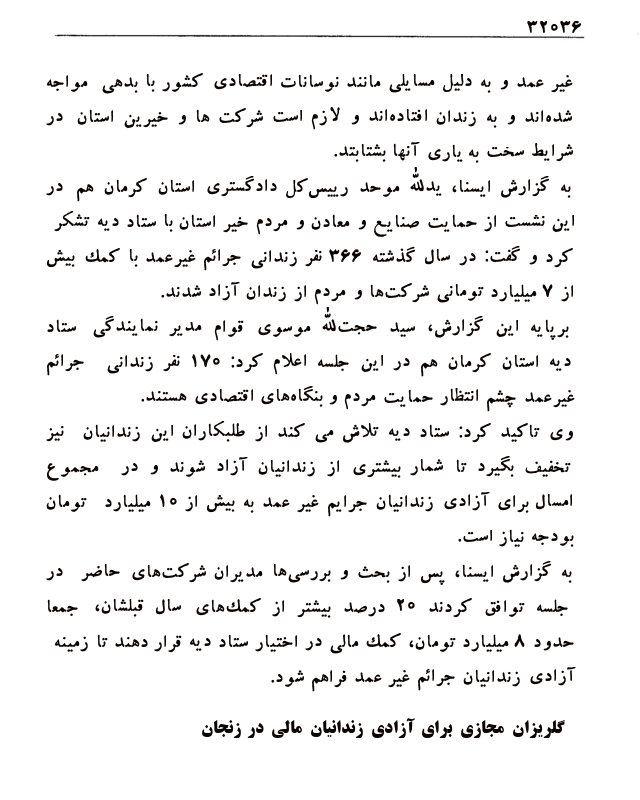 ۳۲۰۳۶
غیر عمد و به دلیل مسایلی مانند نوسانات اقتصادی کشور با بدهی مواجه
شده‌اند و به زندان افتاده‌اند و لازم است شرکت ها و خیرین استان در
شرایط سخت به یاری آنها بشتابتد.
به گزارش ایسنا، یدالله موحد رییس‌کل دادگستری استان کرمان هم در
این نشست از حمایت صنایع و معادن و مردم خیر استان با ستاد دیه تشکر
کرد و گفت: در سال گذشته ۳۶۶ نفر زندانی جرائم غیرعمد با کمک بیش
از ۷ میلیارد تومانی شرکت‌ها و مردم از زندان آزاد شدند.
برپایه این گزارش، سید حجت‌الله موسوی قوام مدیر نمایندگی ستاد
دیه استان کرمان هم در این جلسه اعلام کرد: ۱۷۰ نفر زندانی جرائم
غیرعمد چشم انتظار حمایت مردم و بنگاه‌های اقتصادی هستند.
وی تاکید کرد: ستاد دیه تلاش می کند از طلبکاران این زندانیان نیز
تخفیف بگیرد تا شمار بیشتری از زندانیان آزاد شوند و در مجموع
امسال برای آزادی زندانیان جرایم غیر عمد به بیش از ۱۰ میلیارد تومان
بودجه نیاز است.
به گزارش ایسنا، پس از بحث و بررسی‌ها مدیران شرکت‌های حاضر در
جلسه توافق کردند ۲۰ درصد بیشتر از کمک‌های سال قبلشان، جمعا
حدود ۸ میلیارد تومان، کمک مالی در اختیار ستاد دیه قرار دهند تا زمینه
آزادی زندانیان جرائم غیر عمد فراهم شود.
گلریزان مجازی برای آزادی زندانیان مالی در زنجان